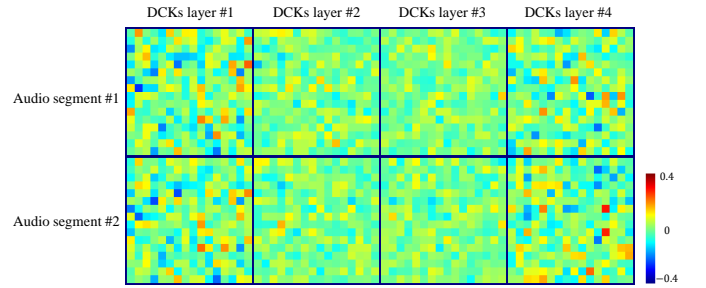 DCKs layer #1 DCKs layer #2 DCKs layer #3 DCKs layer #4
Audio segment #1
Audio segment #2
0.4
0
−0.4